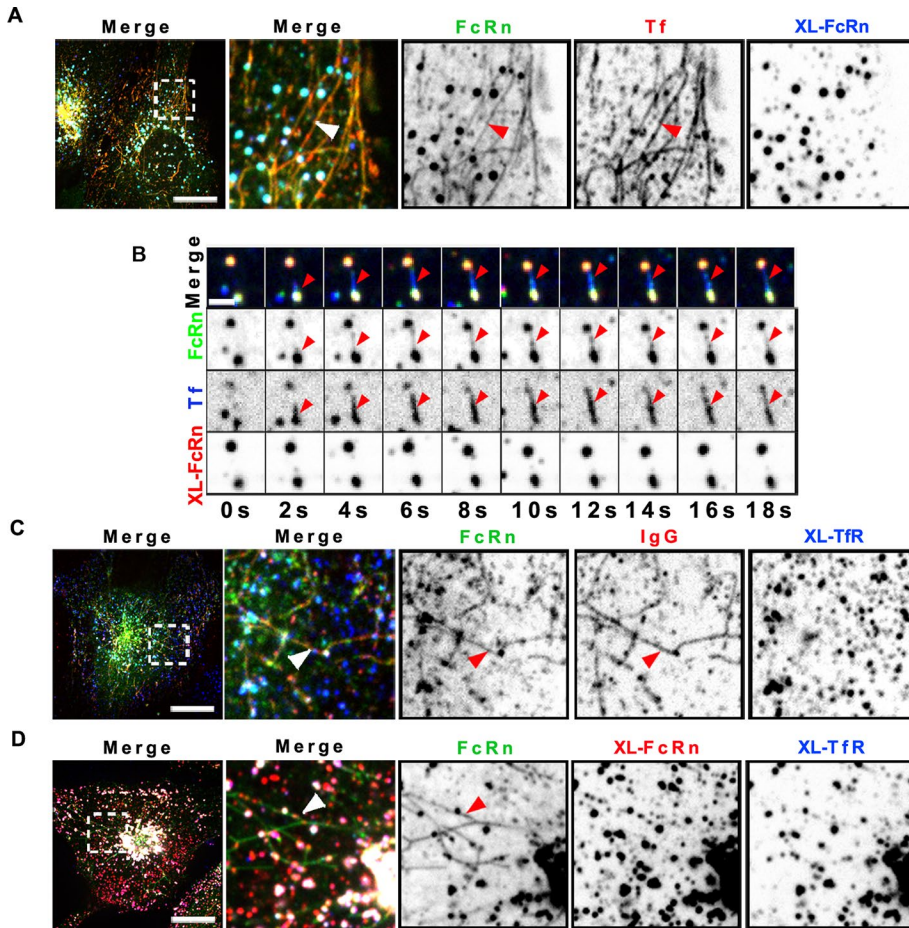 A
Merge Merge FcRn Tf XL-FcRn
B
Merge
FcRn
Tf
XL-FcRn
0s 2s 4s 6s 8s 10s 12s 14s 16s 18s
C
Merge Merge FcRn IgG XL-TfR
D
Merge Merge FcRn XL-FcRn XL-TfR